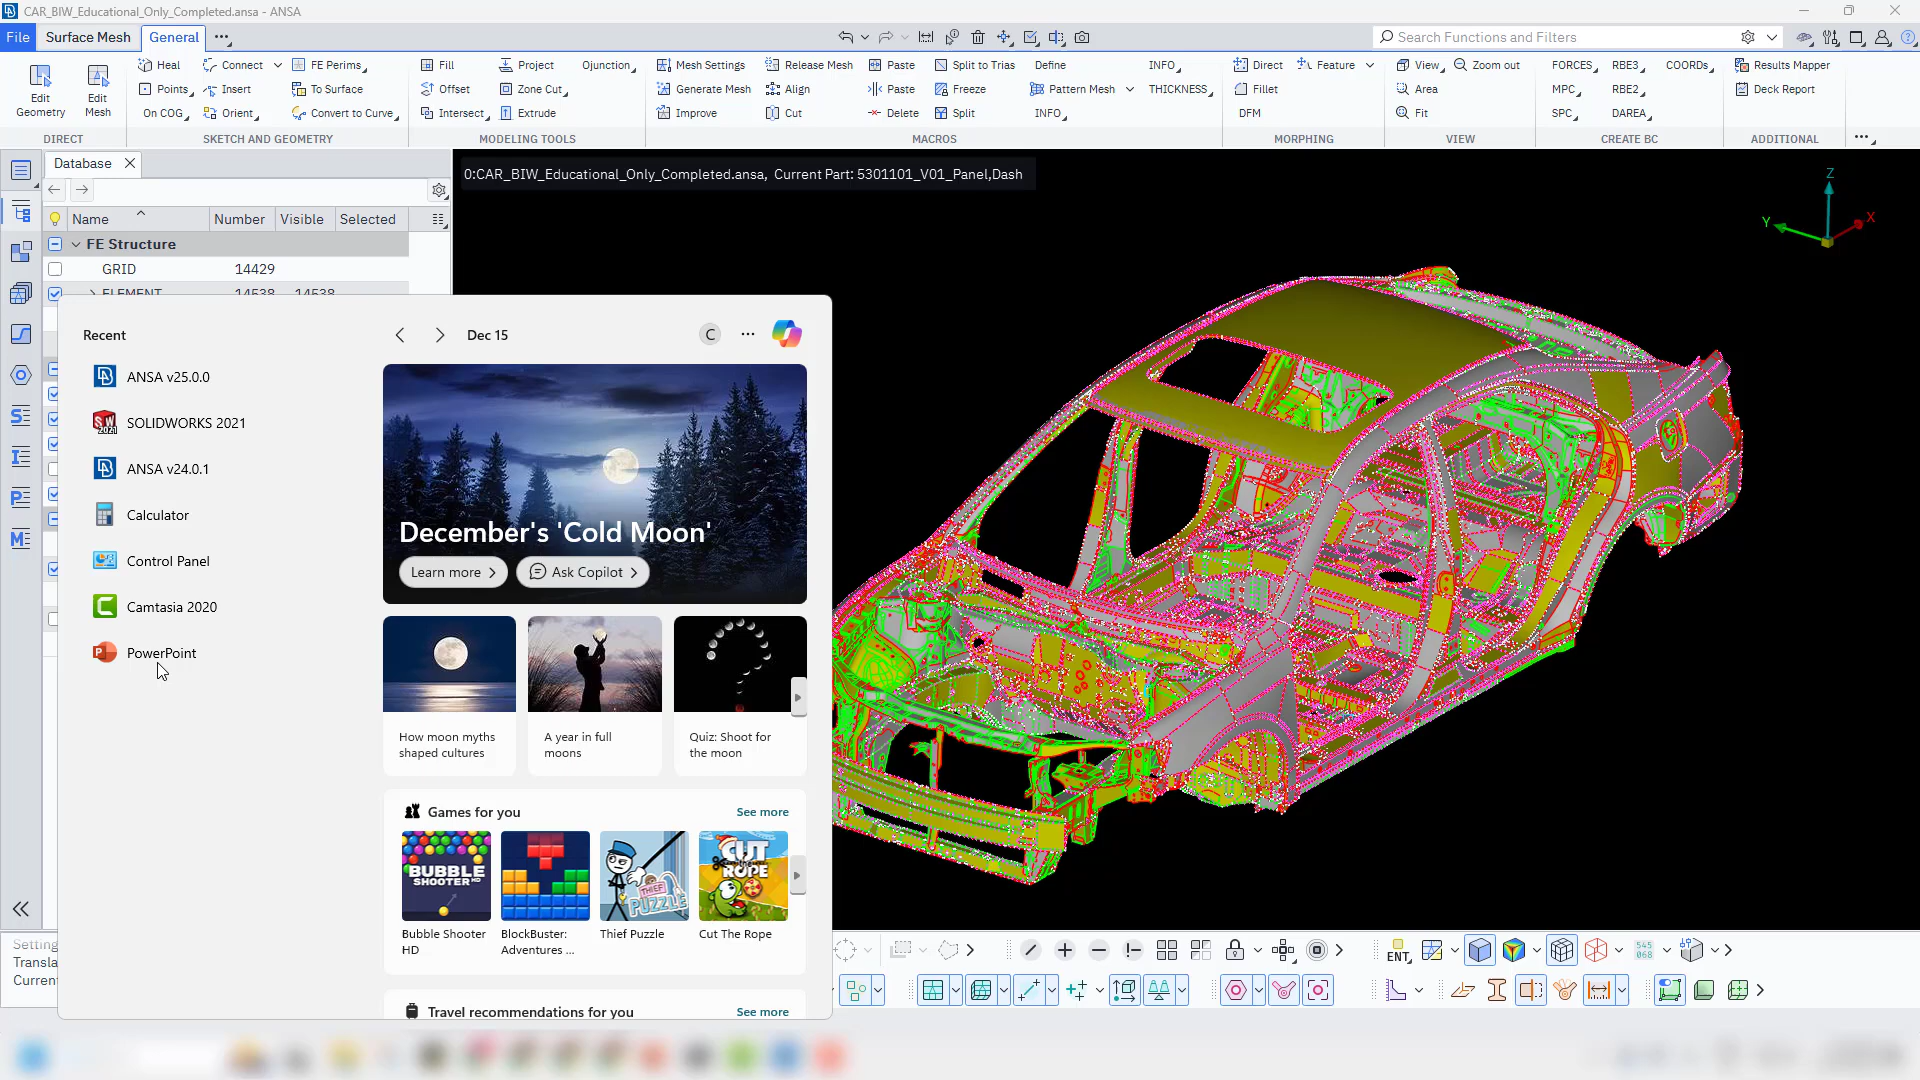 CAR_BIW_Educational_Only_Completed.ansa - ANSA
File Surface Mesh General
Search Functions and Filters
Edit Geometry
Edit Mesh
DIRECT
Heal Connect FE Perims
Points Insert To Surface
On COG Orient Convert to Curve
SKETCH AND GEOMETRY
Fill Project Ojunction
Offset Zone Cut
Intersect Extrude
MODELING TOOLS
Mesh Settings Release Mesh Paste Split to Trias Define INFO
Generate Mesh Align Paste Freeze Pattern Mesh THICKNESS
Improve Cut Delete Split INFO
MACROS
Direct Feature
Fillet
DFM
MORPHING
View Zoom out
Area
Fit
VIEW
FORCES RBE3 COORDs
MPC RBE2
SPC DAREA
CREATE BC
Results Mapper
Deck Report
ADDITIONAL
Database
Name Number Visible Selected
FE Structure
GRID 14429
ELEMENT 14538 14538
0:CAR_BIW_Educational_Only_Completed.ansa, Current Part: 5301101_V01_Panel,Dash
Z
Y
X
Recent
ANSA v25.0.0
SOLIDWORKS 2021
ANSA v24.0.1
Calculator
Control Panel
Camtasia 2020
PowerPoint
Dec 15
C
December's 'Cold Moon'
Learn more
Ask Copilot
How moon myths
shaped cultures
A year in full
moons
Quiz: Shoot for
the moon
Games for you
See more
BUBBLE
SHOOTER HD
THIEF
PUZZLE
CUT
THE
ROPE
Bubble Shooter
HD
BlockBuster:
Adventures ...
Thief Puzzle
Cut The Rope
Travel recommendations for you
See more
Setting
Transla
Current
ENT
545
068